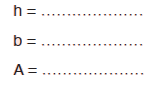 h = ....................
b = ....................
A = ....................